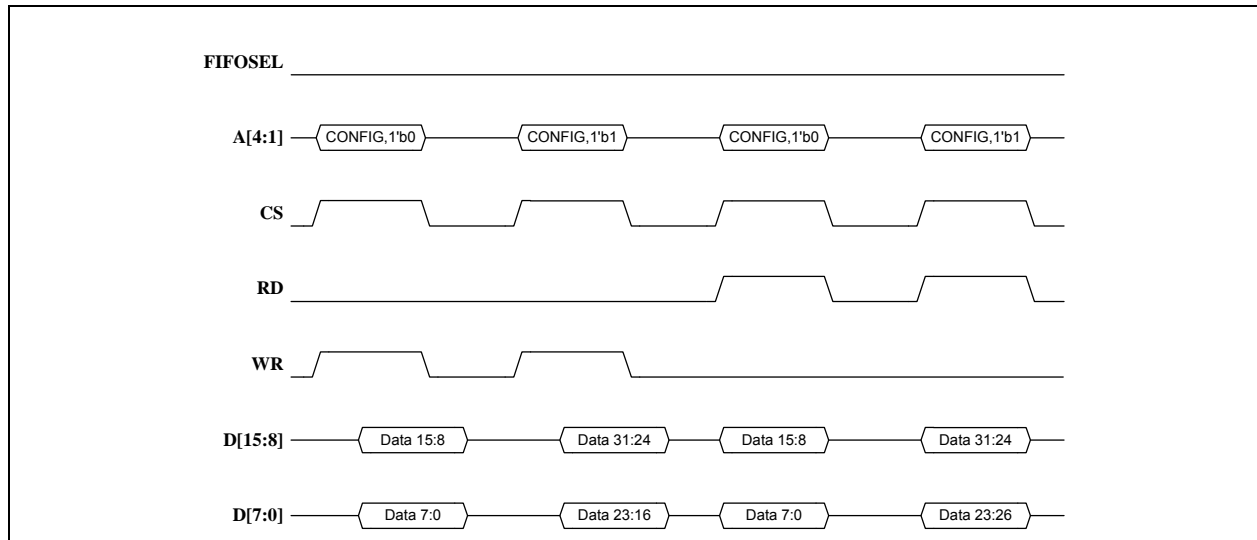 FIFOSEL
A[4:1] CONFIG,1'b0 CONFIG,1'b1 CONFIG,1'b0 CONFIG,1'b1
CS
RD
WR
D[15:8] Data 15:8 Data 31:24 Data 15:8 Data 31:24
D[7:0] Data 7:0 Data 23:16 Data 7:0 Data 23:26